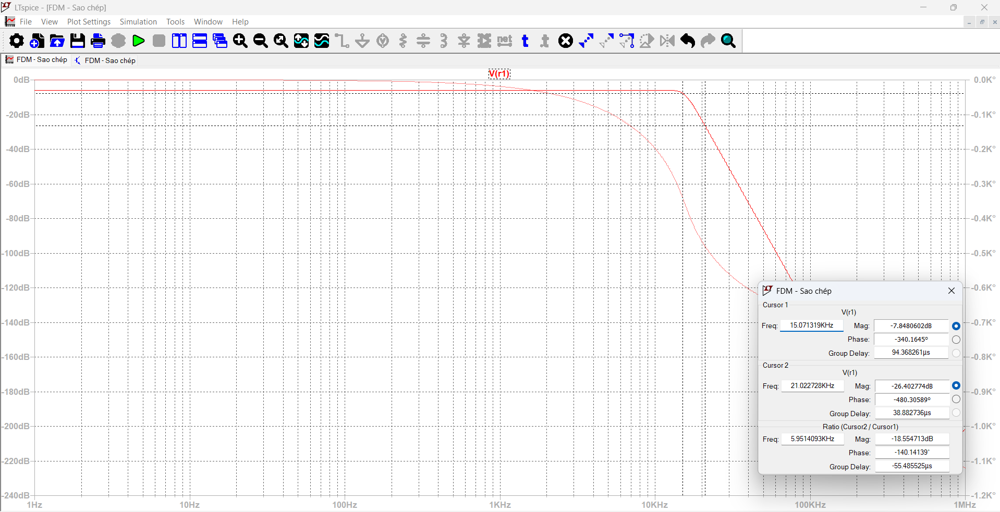 LTspice - [FDM - Sao chép]
File View Plot Settings Simulation Tools Window Help
net t .t
FDM - Sao chép FDM - Sao chép
V(r1)
0dB 0.0K°
-20dB -0.1K°
-40dB -0.2K°
-60dB -0.3K°
-80dB -0.4K°
-100dB -0.5K°
-120dB -0.6K°
-140dB -0.7K°
-160dB -0.8K°
-180dB -0.9K°
-200dB -1.0K°
-220dB -1.1K°
-240dB -1.2K°
1Hz 10Hz 100Hz 1KHz 10KHz 100KHz 1MHz
FDM - Sao chép
Cursor 1
V(r1)
Freq: 15.071319KHz Mag: -7.8480602dB
Phase: -340.1645°
Group Delay: 94.368261µs
Cursor 2
V(r1)
Freq: 21.022728KHz Mag: -26.402774dB
Phase: -480.30589°
Group Delay: 38.882736µs
Ratio (Cursor2 / Cursor1)
Freq: 5.9514093KHz Mag: -18.554713dB
Phase: -140.14139°
Group Delay: -55.485525µs